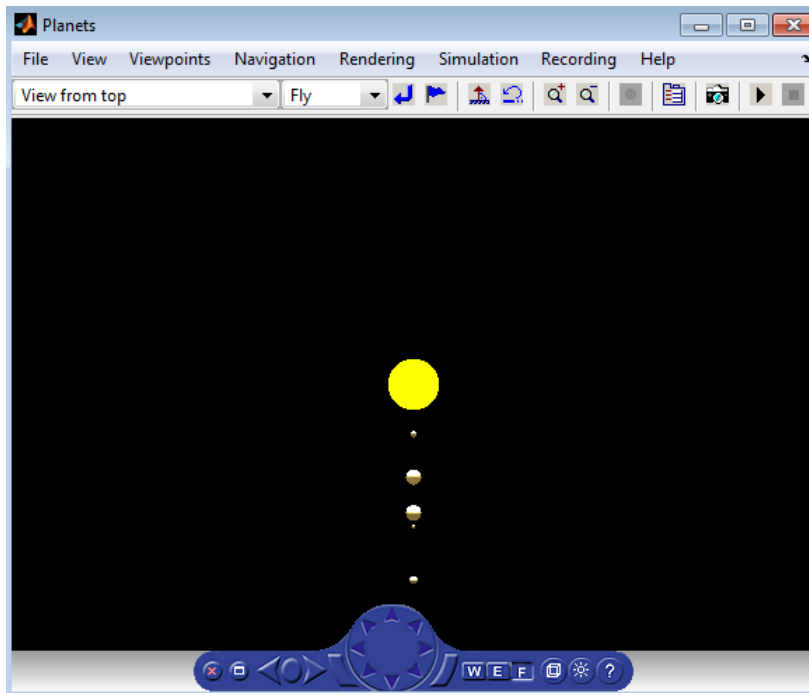 Planets
File View Viewpoints Navigation Rendering Simulation Recording Help
View from top Fly
W E F ?